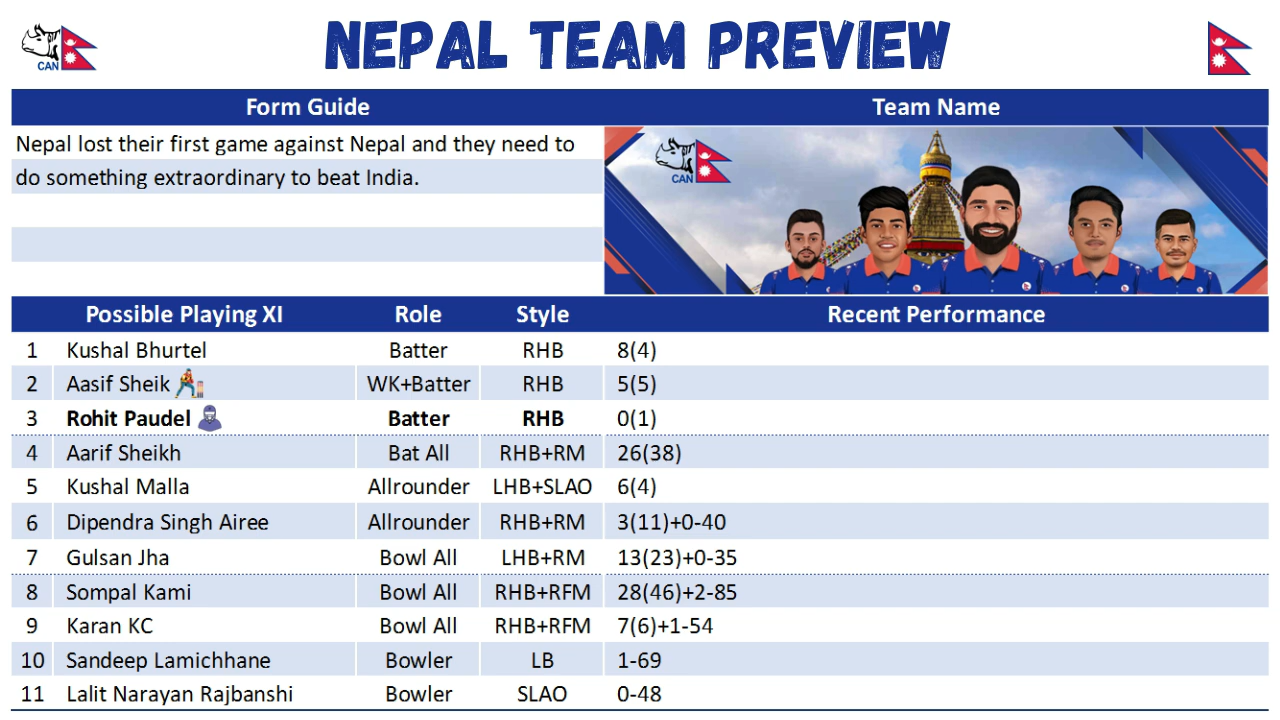 CAN
NEPAL TEAM PREVIEW
Form Guide
Team Name
Nepal lost their first game against Nepal and they need to
do something extraordinary to beat India.
CAN
Possible Playing XI Role Style Recent Performance
1 Kushal Bhurtel Batter RHB 8(4)
2 Aasif Sheik WK+Batter RHB 5(5)
3 Rohit Paudel Batter RHB 0(1)
4 Aarif Sheikh Bat All RHB+RM 26(38)
5 Kushal Malla Allrounder LHB+SLAO 6(4)
6 Dipendra Singh Airee Allrounder RHB+RM 3(11)+0-40
7 Gulsan Jha Bowl All LHB+RM 13(23)+0-35
8 Sompal Kami Bowl All RHB+RFM 28(46)+2-85
9 Karan KC Bowl All RHB+RFM 7(6)+1-54
10 Sandeep Lamichhane Bowler LB 1-69
11 Lalit Narayan Rajbanshi Bowler SLAO 0-48